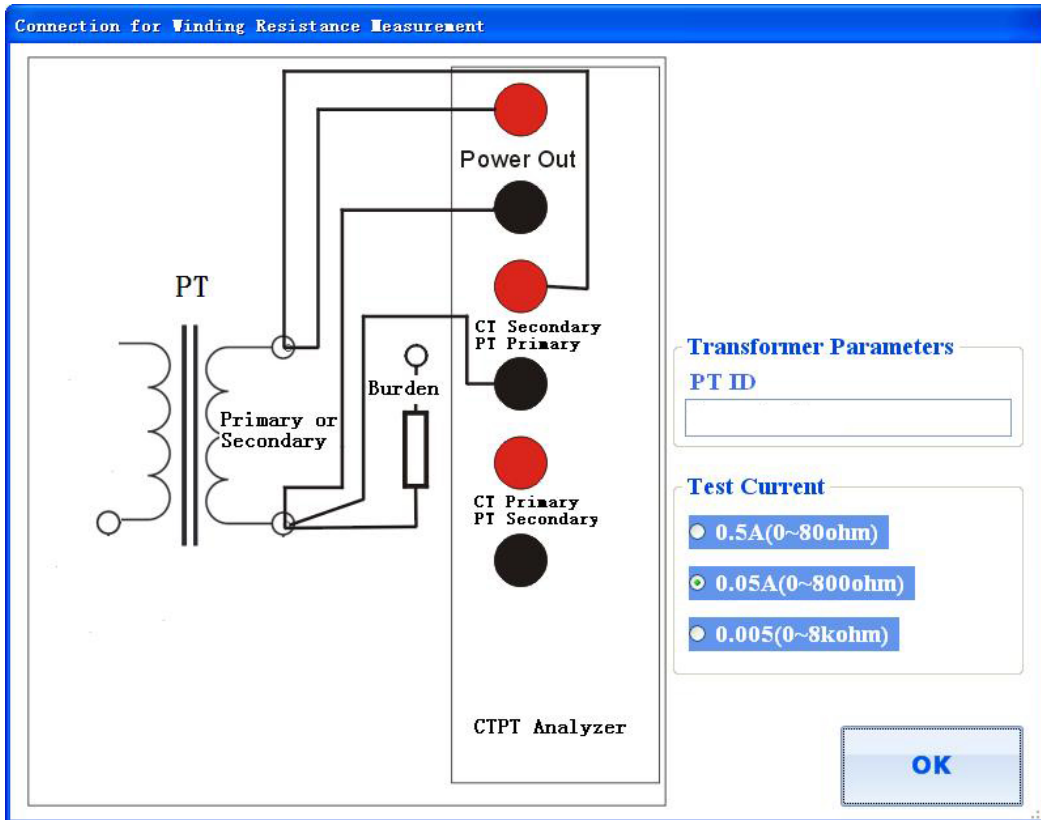 Connection for Winding Resistance Measurement
Power Out
PT
CT Secondary
PT Primary
Burden
Primary or
Secondary
CT Primary
PT Secondary
CTPT Analyzer
Transformer Parameters
PT ID
Test Current
0.5A(0~80ohm)
0.05A(0~800ohm)
0.005(0~8kohm)
OK